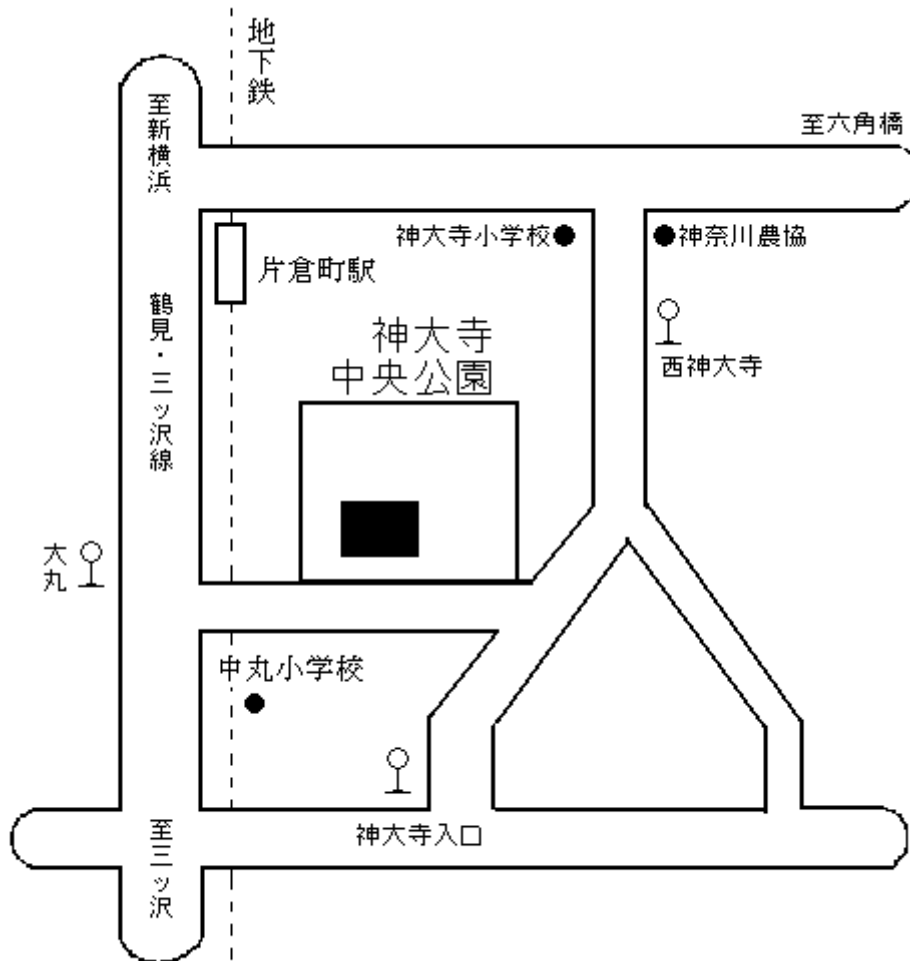 地下鉄
至新横浜
至六角橋
神大寺小学校
神奈川農協
片倉町駅
鶴見・三ッ沢線
神大寺
中央公園
西神大寺
大丸
中丸小学校
神大寺入口
至三ッ沢